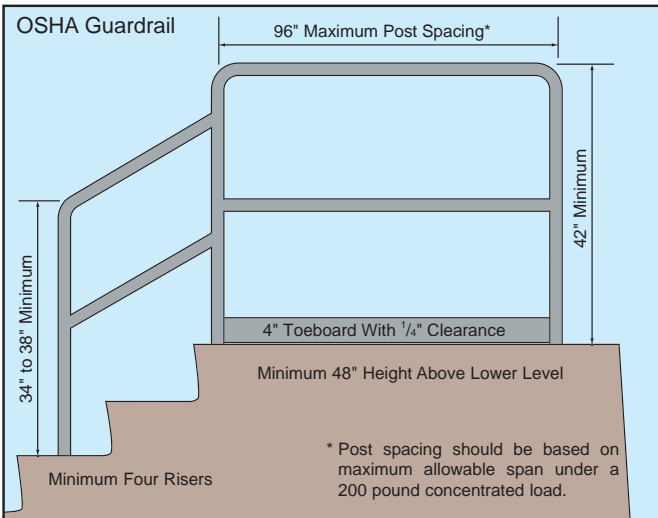 OSHA Guardrail
96" Maximum Post Spacing*
42" Minimum
34" to 38" Minimum
4" Toeboard With 1/4" Clearance
Minimum 48" Height Above Lower Level
Minimum Four Risers
* Post spacing should be based on
maximum allowable span under a
200 pound concentrated load.